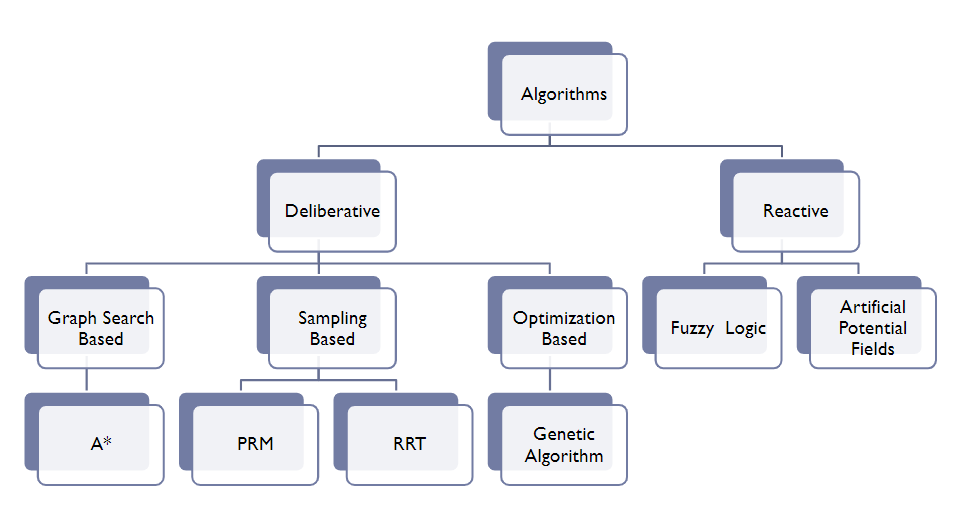 Algorithms
Deliberative
Reactive
Graph Search
Based
Sampling
Based
Optimization
Based
Fuzzy Logic
Artificial
Potential
Fields
A*
PRM
RRT
Genetic
Algorithm